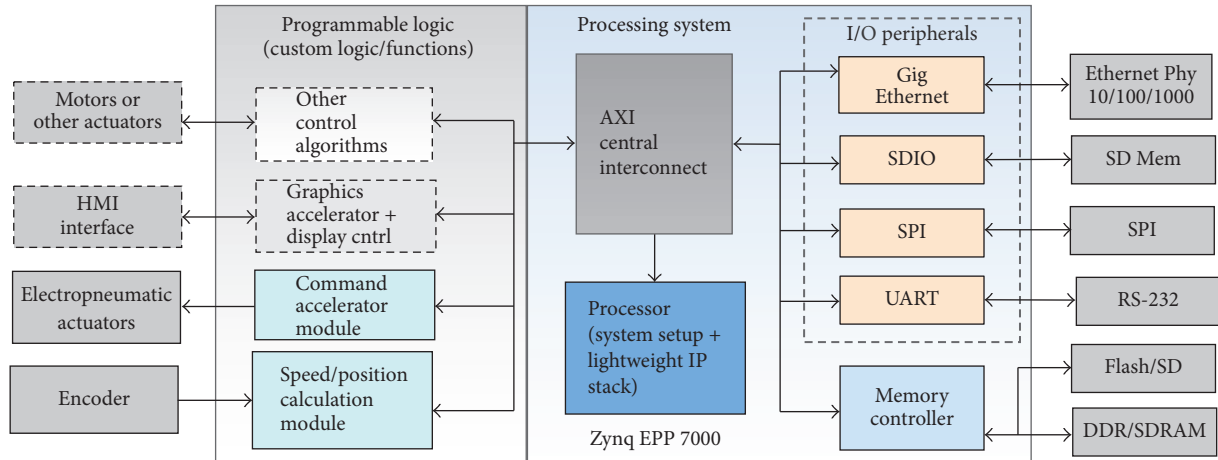 Programmable logic
(custom logic/functions)
Processing system
I/O peripherals
Motors or
other actuators
HMI
interface
Electropneumatic
actuators
Encoder
Other
control
algorithms
Graphics
accelerator +
display cntrl
Command
accelerator
module
Speed/position
calculation
module
AXI
central
interconnect
Processor
(system setup +
lightweight IP
stack)
Zynq EPP 7000
Gig
Ethernet
SDIO
SPI
UART
Memory
controller
Ethernet Phy
10/100/1000
SD Mem
SPI
RS-232
Flash/SD
DDR/SDRAM